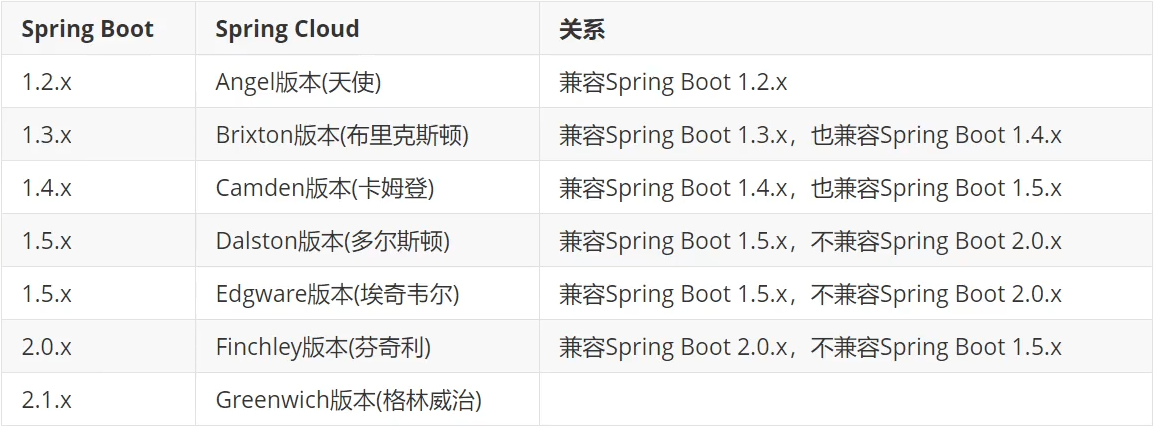 Spring Boot Spring Cloud 关系
1.2.x Angel版本(天使) 兼容Spring Boot 1.2.x
1.3.x Brixton版本(布里克斯顿) 兼容Spring Boot 1.3.x，也兼容Spring Boot 1.4.x
1.4.x Camden版本(卡姆登) 兼容Spring Boot 1.4.x，也兼容Spring Boot 1.5.x
1.5.x Dalston版本(多尔斯顿) 兼容Spring Boot 1.5.x，不兼容Spring Boot 2.0.x
1.5.x Edgware版本(埃奇韦尔) 兼容Spring Boot 1.5.x，不兼容Spring Boot 2.0.x
2.0.x Finchley版本(芬奇利) 兼容Spring Boot 2.0.x，不兼容Spring Boot 1.5.x
2.1.x Greenwich版本(格林威治)